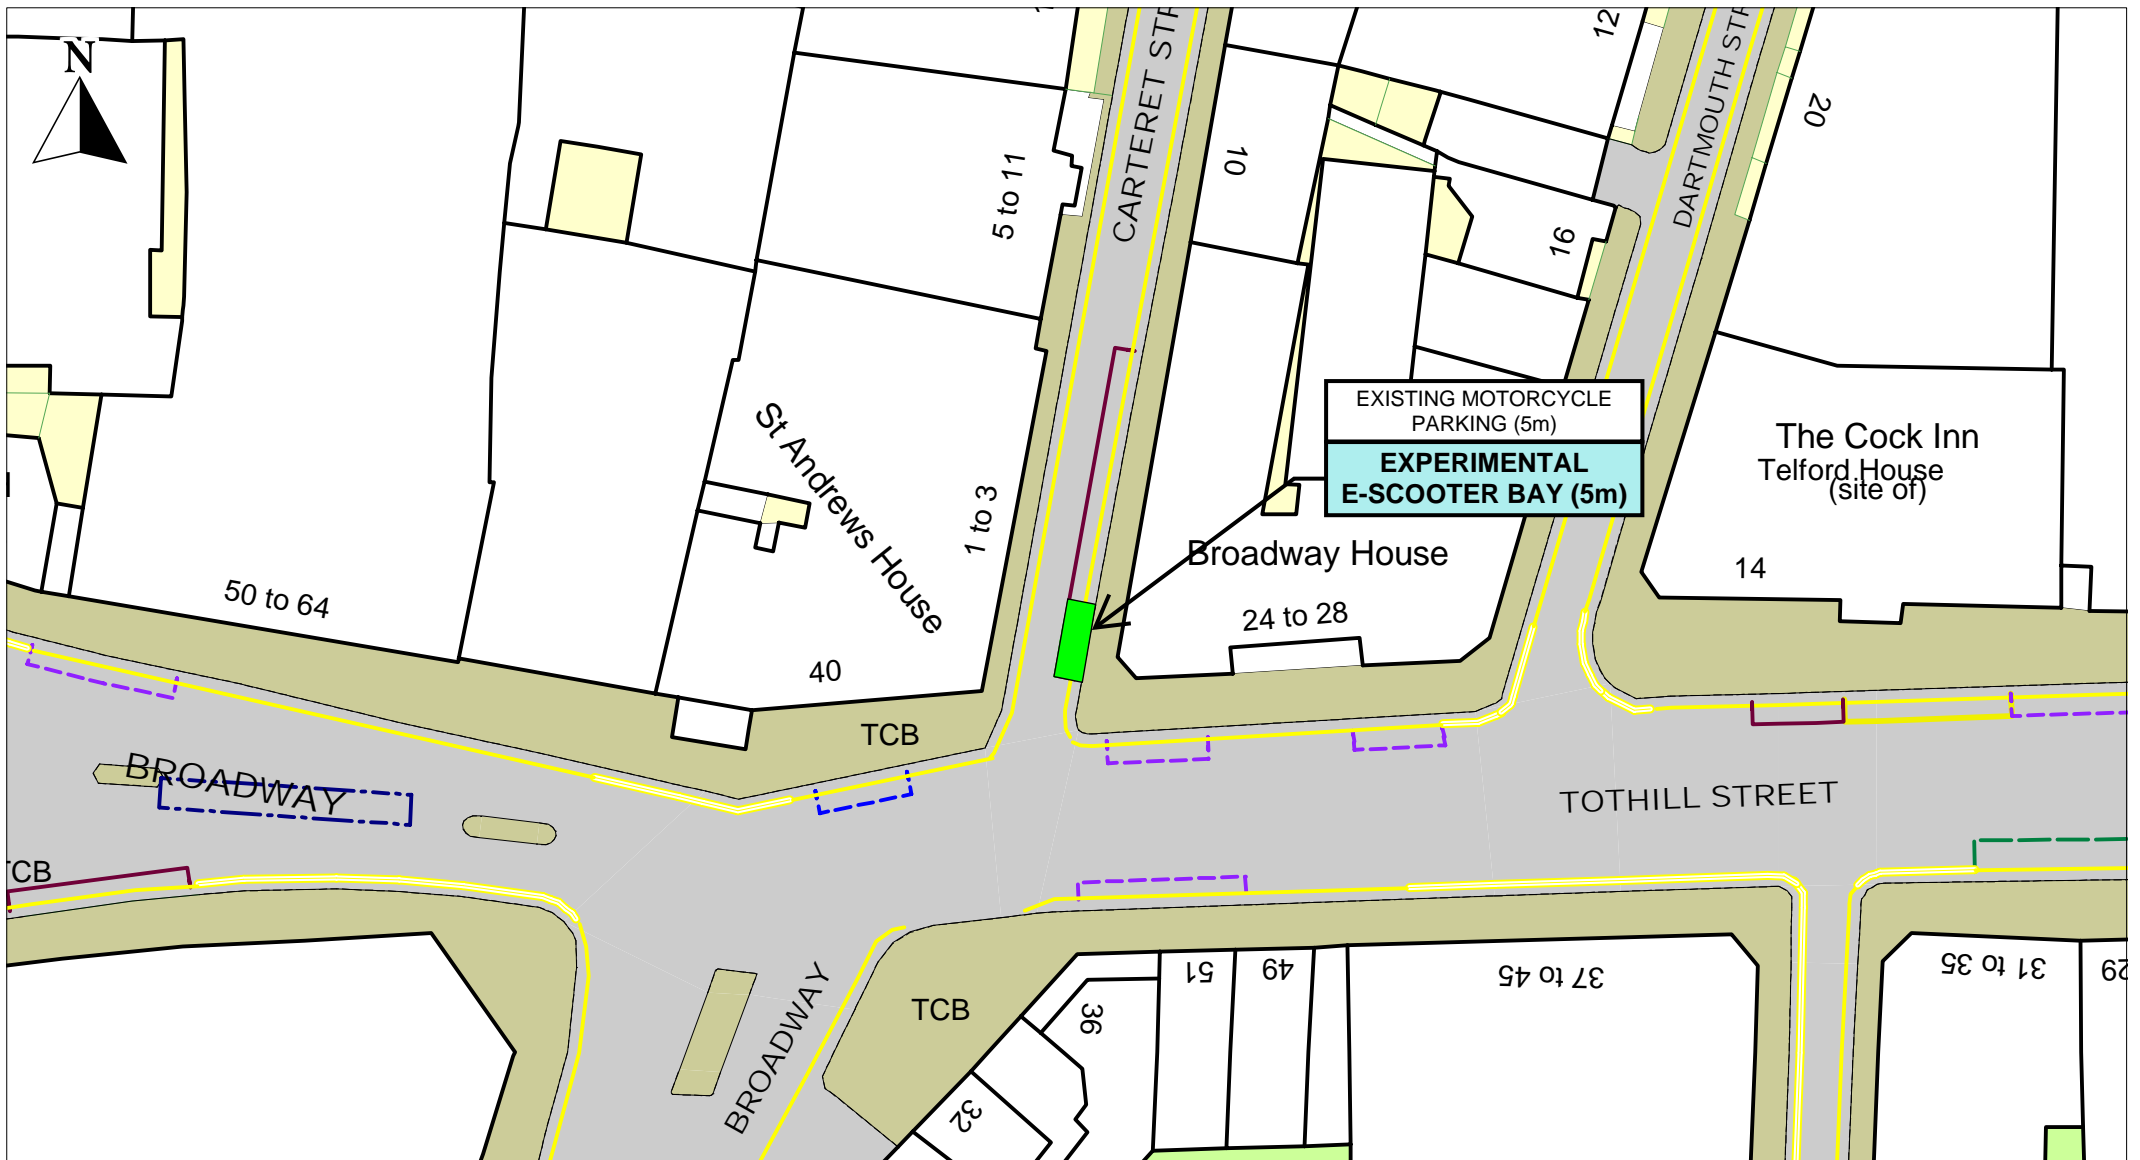 N
CARTERET STR
DARTMOUTH STR
12
20
5 to 11
10
16
EXISTING MOTORCYCLE
PARKING (5m)
EXPERIMENTAL
E-SCOOTER BAY (5m)
St Andrews House
1 to 3
The Cock Inn
Telford House
(site of)
Broadway House
14
50 to 64
24 to 28
40
TCB
BROADWAY
TOTHILL STREET
TCB
BROADWAY
TCB
51
49
37 to 45
31 to 35
29
36
32